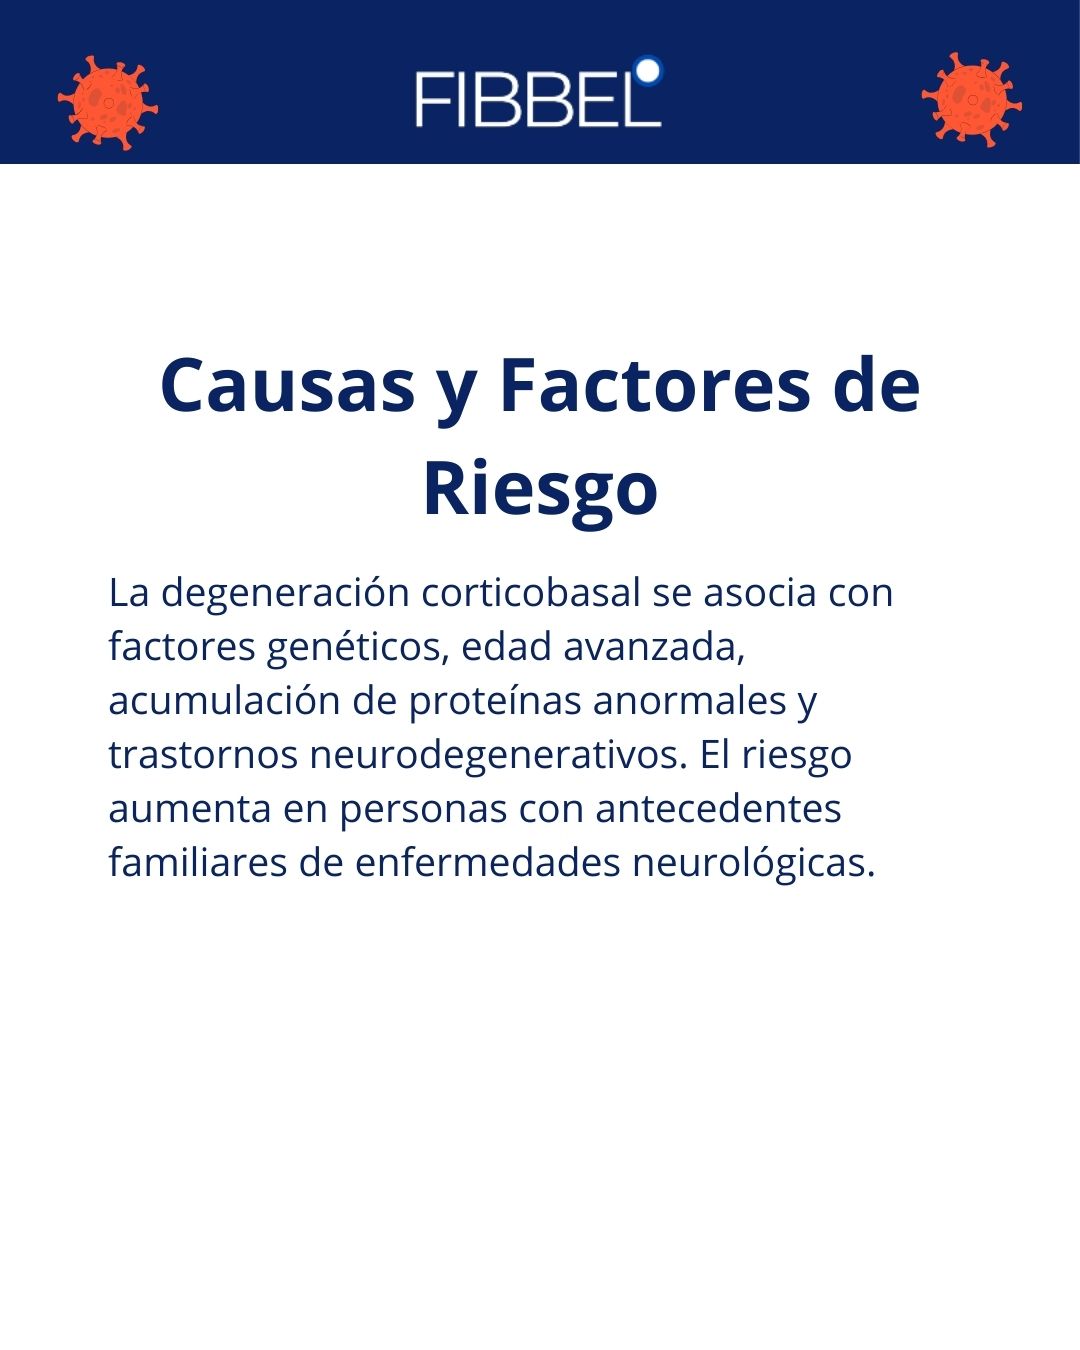 FIBBEL
Causas y Factores de
Riesgo
La degeneración corticobasal se asocia con
factores genéticos, edad avanzada,
acumulación de proteínas anormales y
trastornos neurodegenerativos. El riesgo
aumenta en personas con antecedentes
familiares de enfermedades neurológicas.